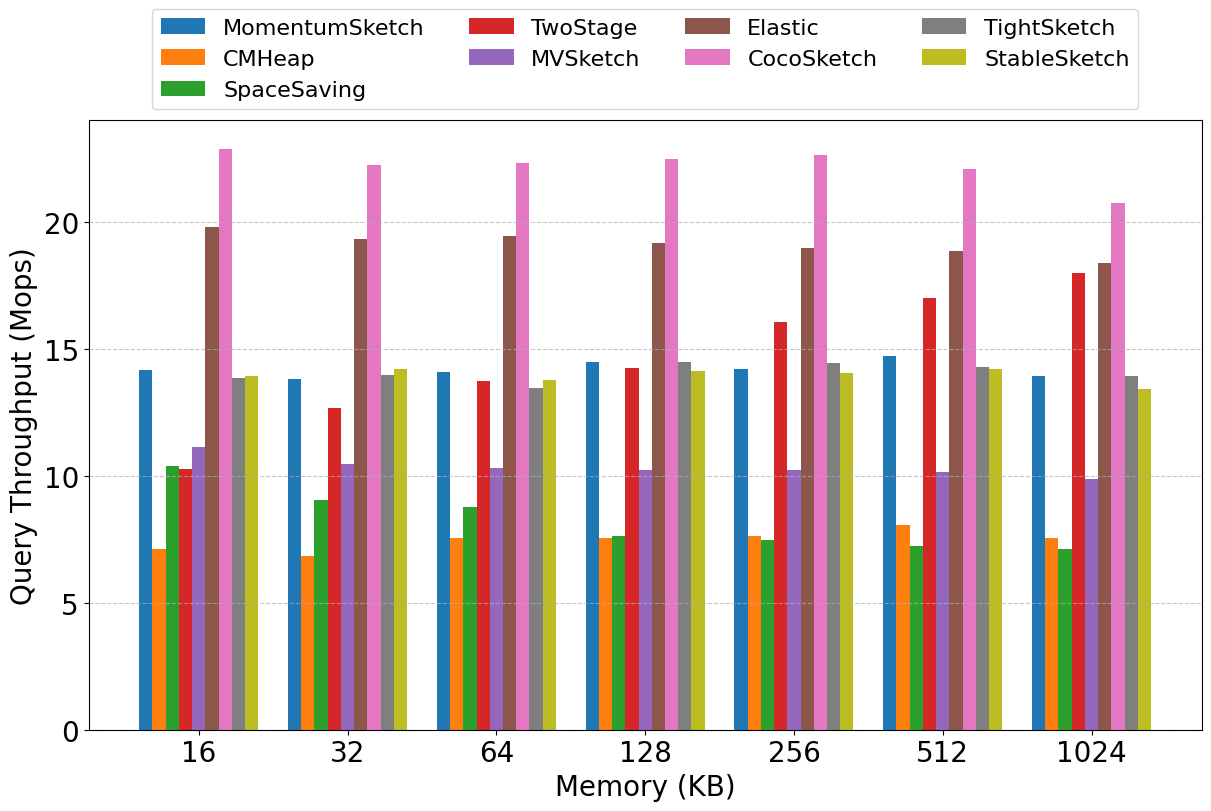 MomentumSketch TwoStage Elastic TightSketch
CMHeap MVSketch CocoSketch StableSketch
SpaceSaving
Query Throughput (Mops)
20
15
10
5
0
16 32 64 128 256 512 1024
Memory (KB)